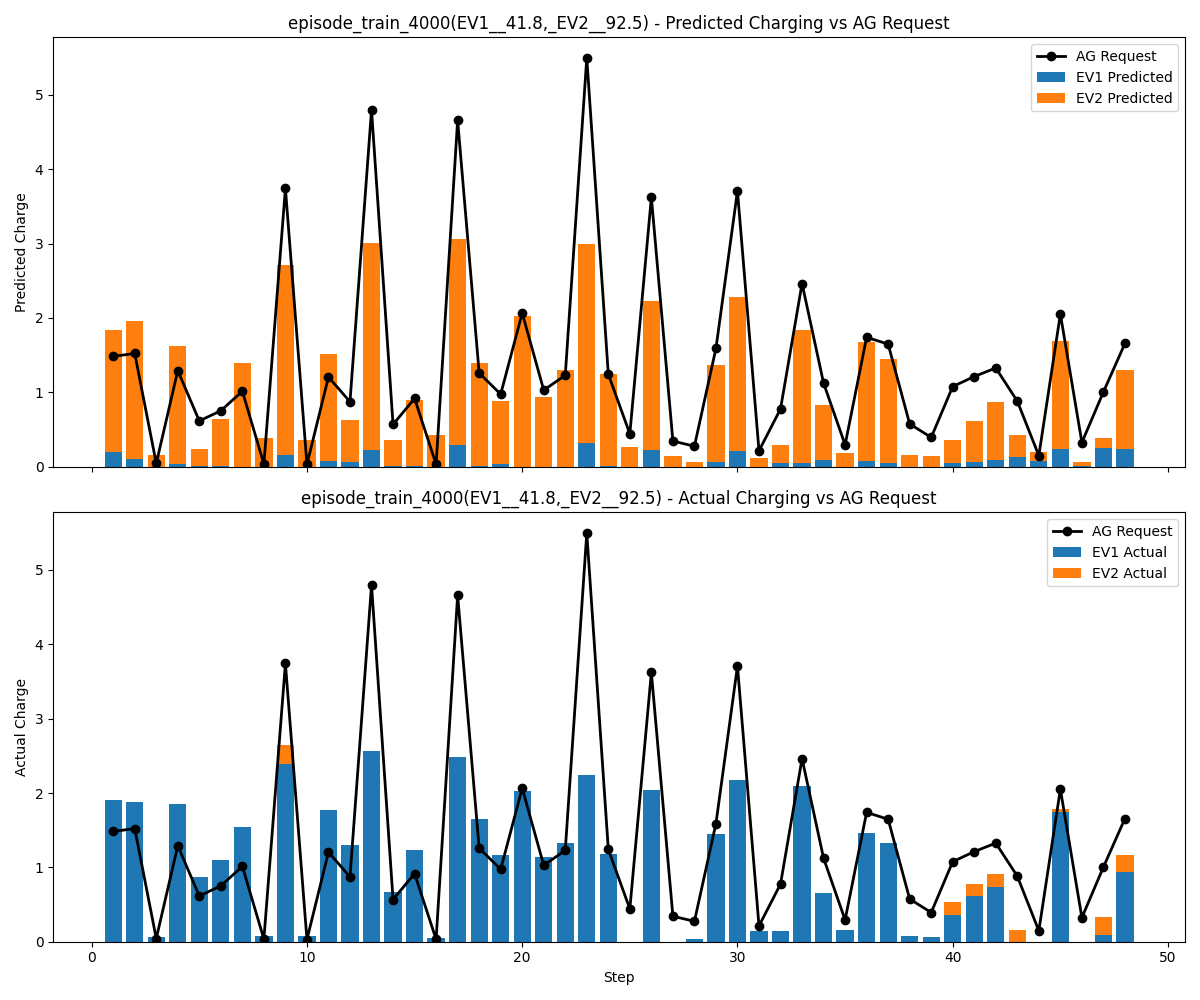 episode_train_4000(EV1__41.8,_EV2__92.5) - Predicted Charging vs AG Request
AG Request
EV1 Predicted
EV2 Predicted
Predicted Charge
5
4
3
2
1
0
episode_train_4000(EV1__41.8,_EV2__92.5) - Actual Charging vs AG Request
AG Request
EV1 Actual
EV2 Actual
Actual Charge
5
4
3
2
1
0
0 10 20 30 40 50
Step